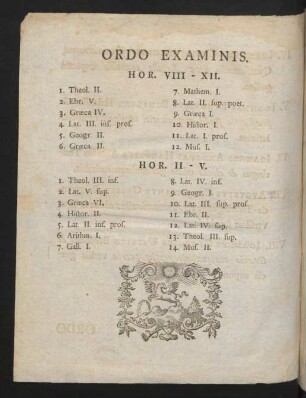 ORDO EXAMINIS.
HOR. VIII - XII.
1. Theol. II.
2. Ebr. V.
3. Græca IV.
4. Lat. III. inf. prof.
5. Geogr. II.
6. Græca II.
7. Mathem. I.
8. Lat. II. sup. poet.
9. Græca I.
10. Histor. I.
11. Lat. I. prof.
12. Mus. I.
HOR. II - V.
1. Theol. III. inf.
2. Lat. V. sup.
3. Græca VI.
4. Histor. II.
5. Lat. II. inf. prof.
6. Arithm. I.
7. Gall. I.
8. Lat. IV. inf.
9. Geogr. I.
10. Lat. III. sup. prof.
11. Ebr. II.
12. Lat. IV. sup.
13. Theol. III. sup.
14. Mus. II.